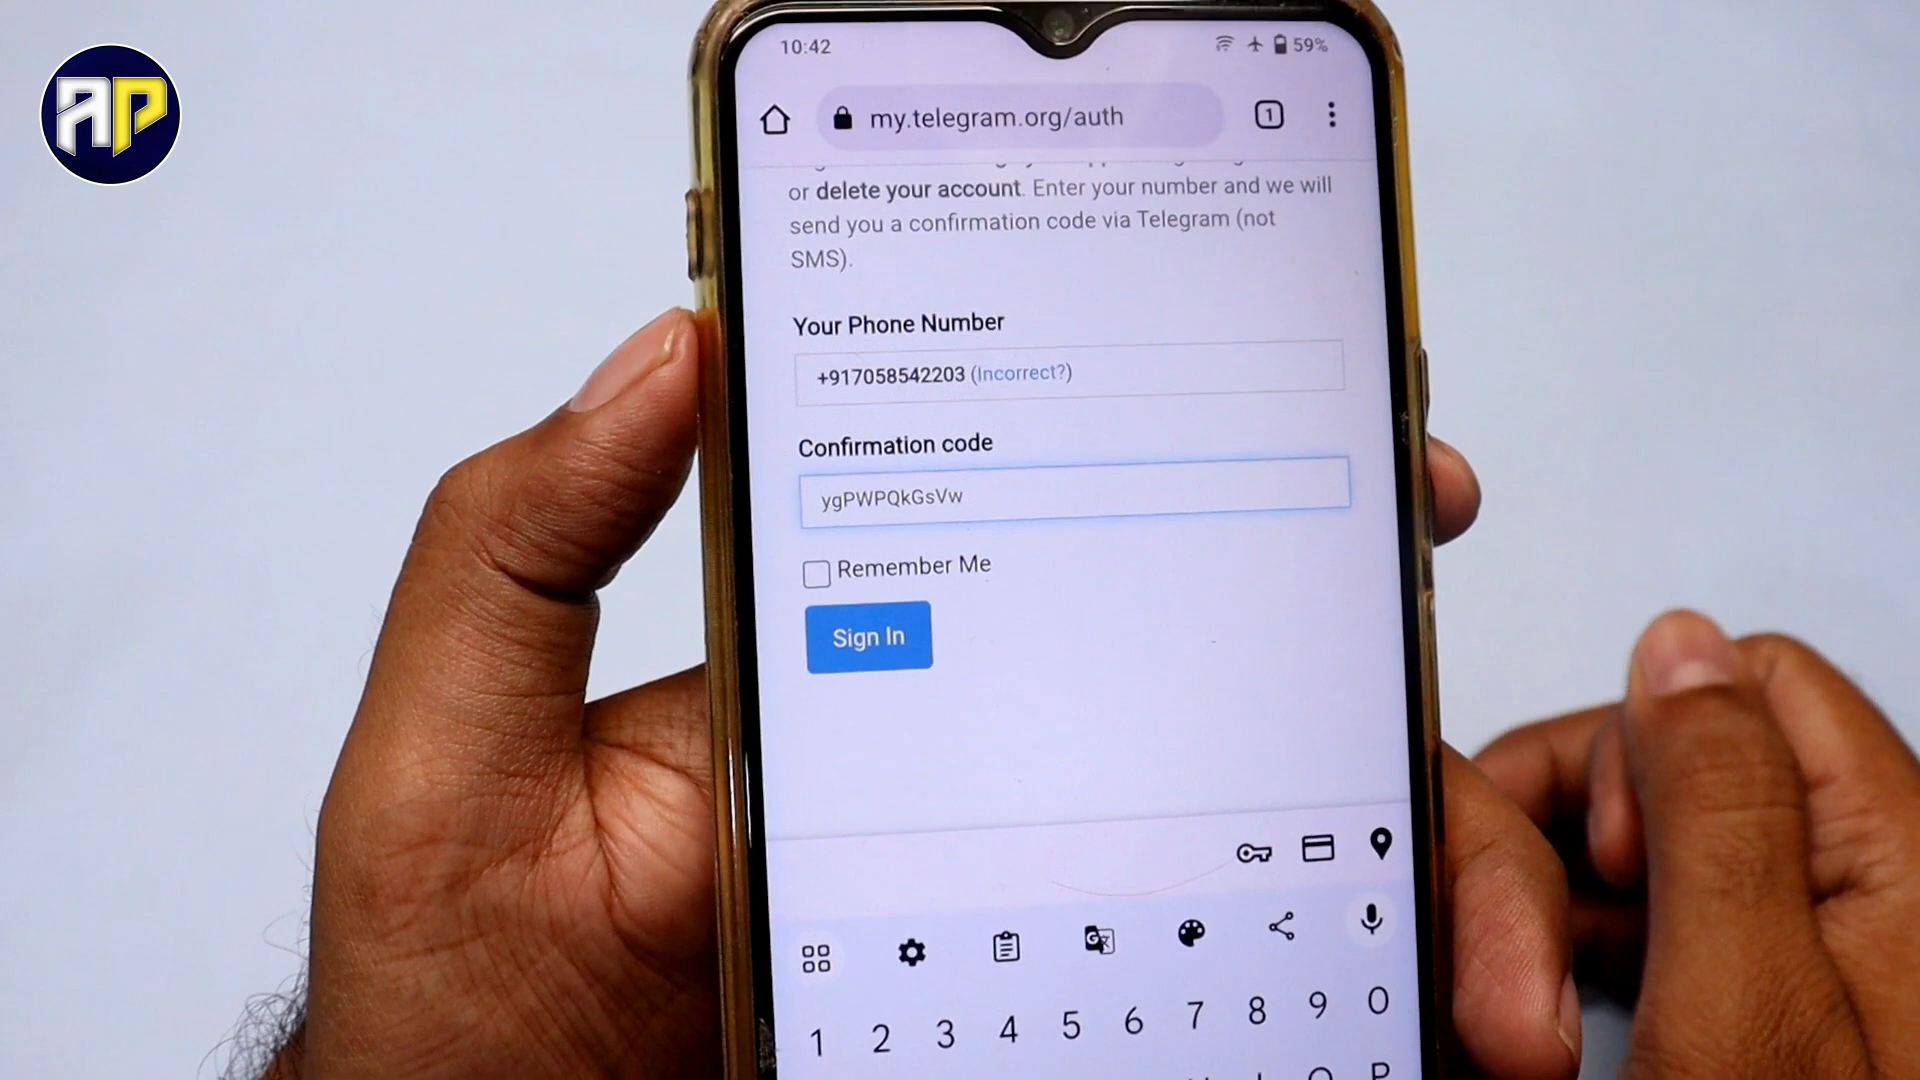 AP
10:42
59%
my.telegram.org/auth
1
or delete your account. Enter your number and we will
send you a confirmation code via Telegram (not
SMS).
Your Phone Number
+917058542203 (Incorrect?)
Confirmation code
ygPWPQkGsVw
Remember Me
Sign In
1 2 3 4 5 6 7 8 9 0